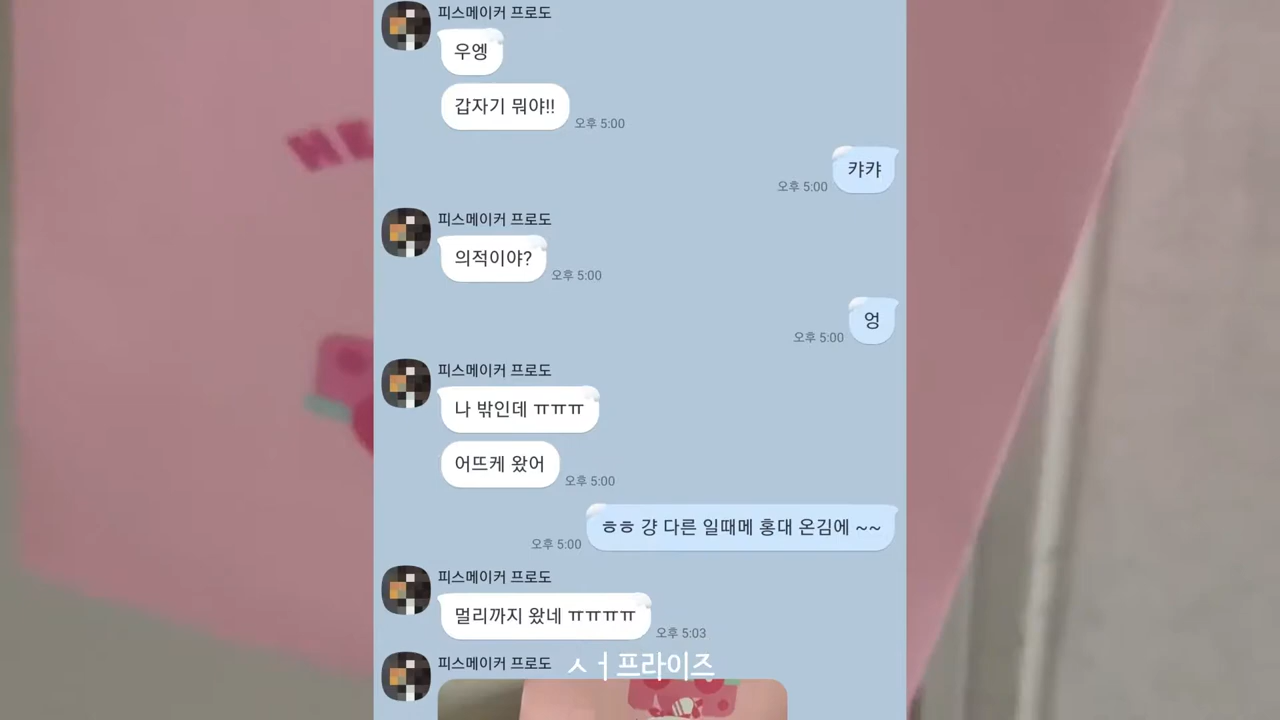 피스메이커 프로도
우엥
갑자기 뭐야!!
오후 5:00
캬캬
오후 5:00
피스메이커 프로도
의적이야?
오후 5:00
엉
오후 5:00
피스메이커 프로도
나 밖인데 ㅠㅠㅠ
어뜨케 왔어
오후 5:00
ㅎㅎ 걍 다른 일때메 홍대 온김에 ~~
오후 5:00
피스메이커 프로도
멀리까지 왔네 ㅠㅠㅠㅠ
오후 5:03
피스메이커 프로도
ㅅㅓ프라이즈